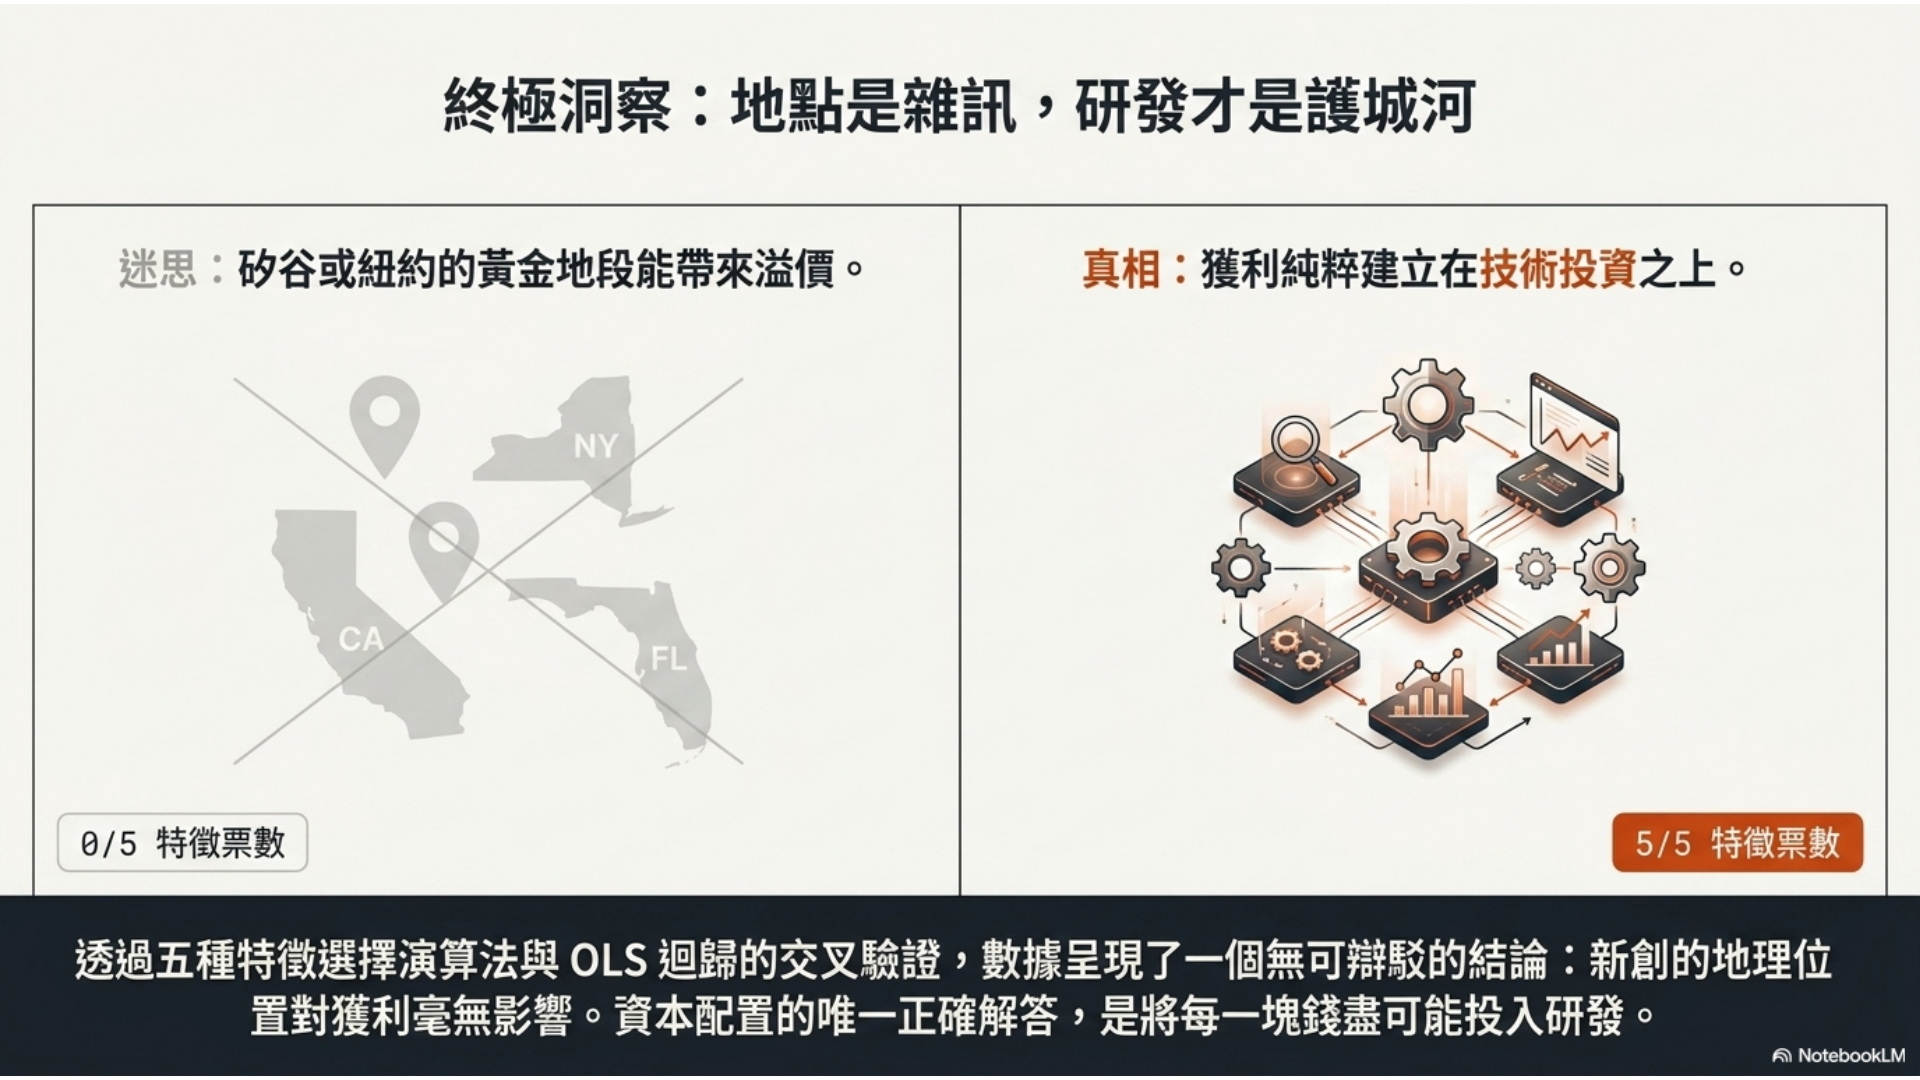 終極洞察：地點是雜訊，研發才是護城河
迷思：矽谷或紐約的黃金地段能帶來溢價。
NY
CA
FL
0/5 特徵票數
真相：獲利純粹建立在技術投資之上。
5/5 特徵票數
透過五種特徵選擇演算法與 OLS 迴歸的交叉驗證，數據呈現了一個無可辯駁的結論：新創的地理位
置對獲利毫無影響。資本配置的唯一正確解答，是將每一塊錢盡可能投入研發。
NotebookLM